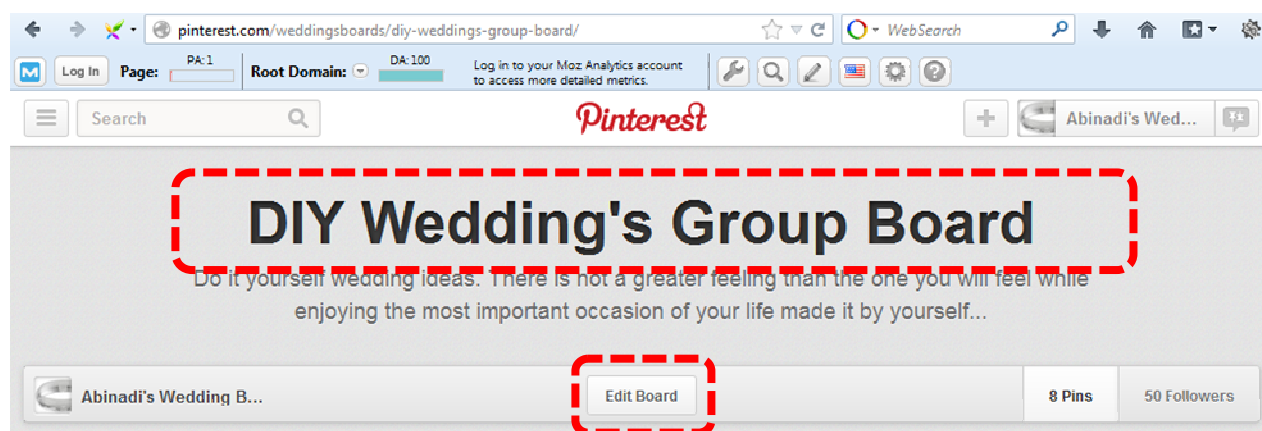 pinterest.com/weddingsboards/diy-weddings-group-board/ WebSearch
Log In Page: PA:1 Root Domain: DA:100 Log in to your Moz Analytics account
to access more detailed metrics.
Search Pinterest Abinadi's Wed...
DIY Wedding's Group Board
Do it yourself wedding ideas. There is not a greater feeling than the one you will feel while
enjoying the most important occasion of your life made it by yourself...
Abinadi's Wedding B... Edit Board 8 Pins 50 Followers